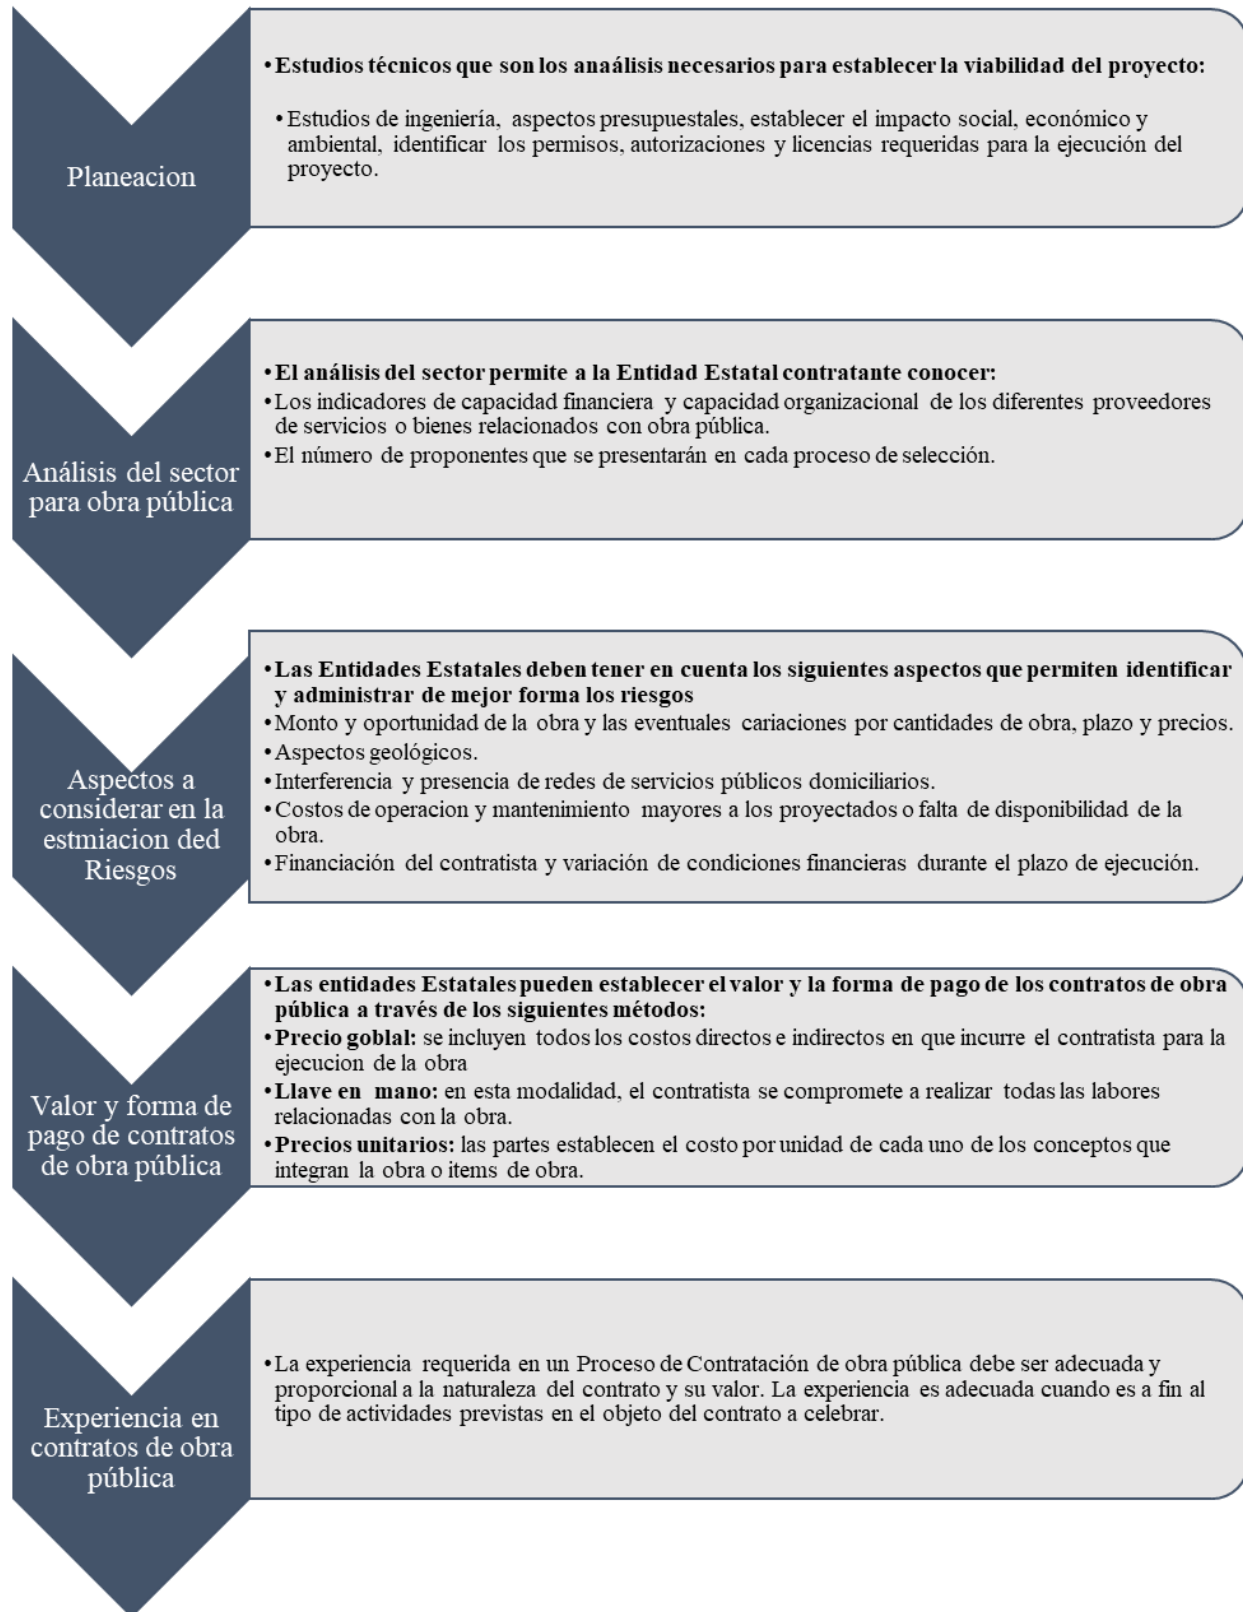 Planeacion
• Estudios técnicos que son los anaálisis necesarios para establecer la viabilidad del proyecto:
• Estudios de ingeniería, aspectos presupuestales, establecer el impacto social, económico y
ambiental, identificar los permisos, autorizaciones y licencias requeridas para la ejecución del
proyecto.
Análisis del sector
para obra pública
• El análisis del sector permite a la Entidad Estatal contratante conocer:
• Los indicadores de capacidad financiera y capacidad organizacional de los diferentes proveedores
de servicios o bienes relacionados con obra pública.
• El número de proponentes que se presentarán en cada proceso de selección.
Aspectos a
considerar en la
estmiacion ded
Riesgos
• Las Entidades Estatales deben tener en cuenta los siguientes aspectos que permiten identificar
y administrar de mejor forma los riesgos
• Monto y oportunidad de la obra y las eventuales cariaciones por cantidades de obra, plazo y precios.
• Aspectos geológicos.
• Interferencia y presencia de redes de servicios públicos domiciliarios.
• Costos de operacion y mantenimiento mayores a los proyectados o falta de disponibilidad de la
obra.
• Financiación del contratista y variación de condiciones financieras durante el plazo de ejecución.
Valor y forma de
pago de contratos
de obra pública
• Las entidades Estatales pueden establecer el valor y la forma de pago de los contratos de obra
pública a través de los siguientes métodos:
• Precio goblal: se incluyen todos los costos directos e indirectos en que incurre el contratista para la
ejecucion de la obra
• Llave en mano: en esta modalidad, el contratista se compromete a realizar todas las labores
relacionadas con la obra.
• Precios unitarios: las partes establecen el costo por unidad de cada uno de los conceptos que
integran la obra o items de obra.
Experiencia en
contratos de obra
pública
• La experiencia requerida en un Proceso de Contratación de obra pública debe ser adecuada y
proporcional a la naturaleza del contrato y su valor. La experiencia es adecuada cuando es a fin al
tipo de actividades previstas en el objeto del contrato a celebrar.